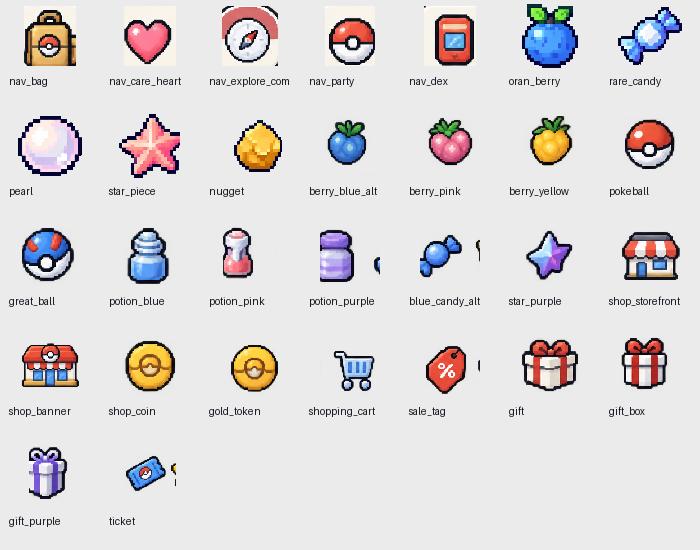 nav_bag nav_care_heart nav_explore_com nav_party nav_dex oran_berry rare_candy
pearl star_piece nugget berry_blue_alt berry_pink berry_yellow pokeball
great_ball potion_blue potion_pink potion_purple blue_candy_alt star_purple shop_storefront
%
shop_banner shop_coin gold_token shopping_cart sale_tag gift gift_box
gift_purple ticket